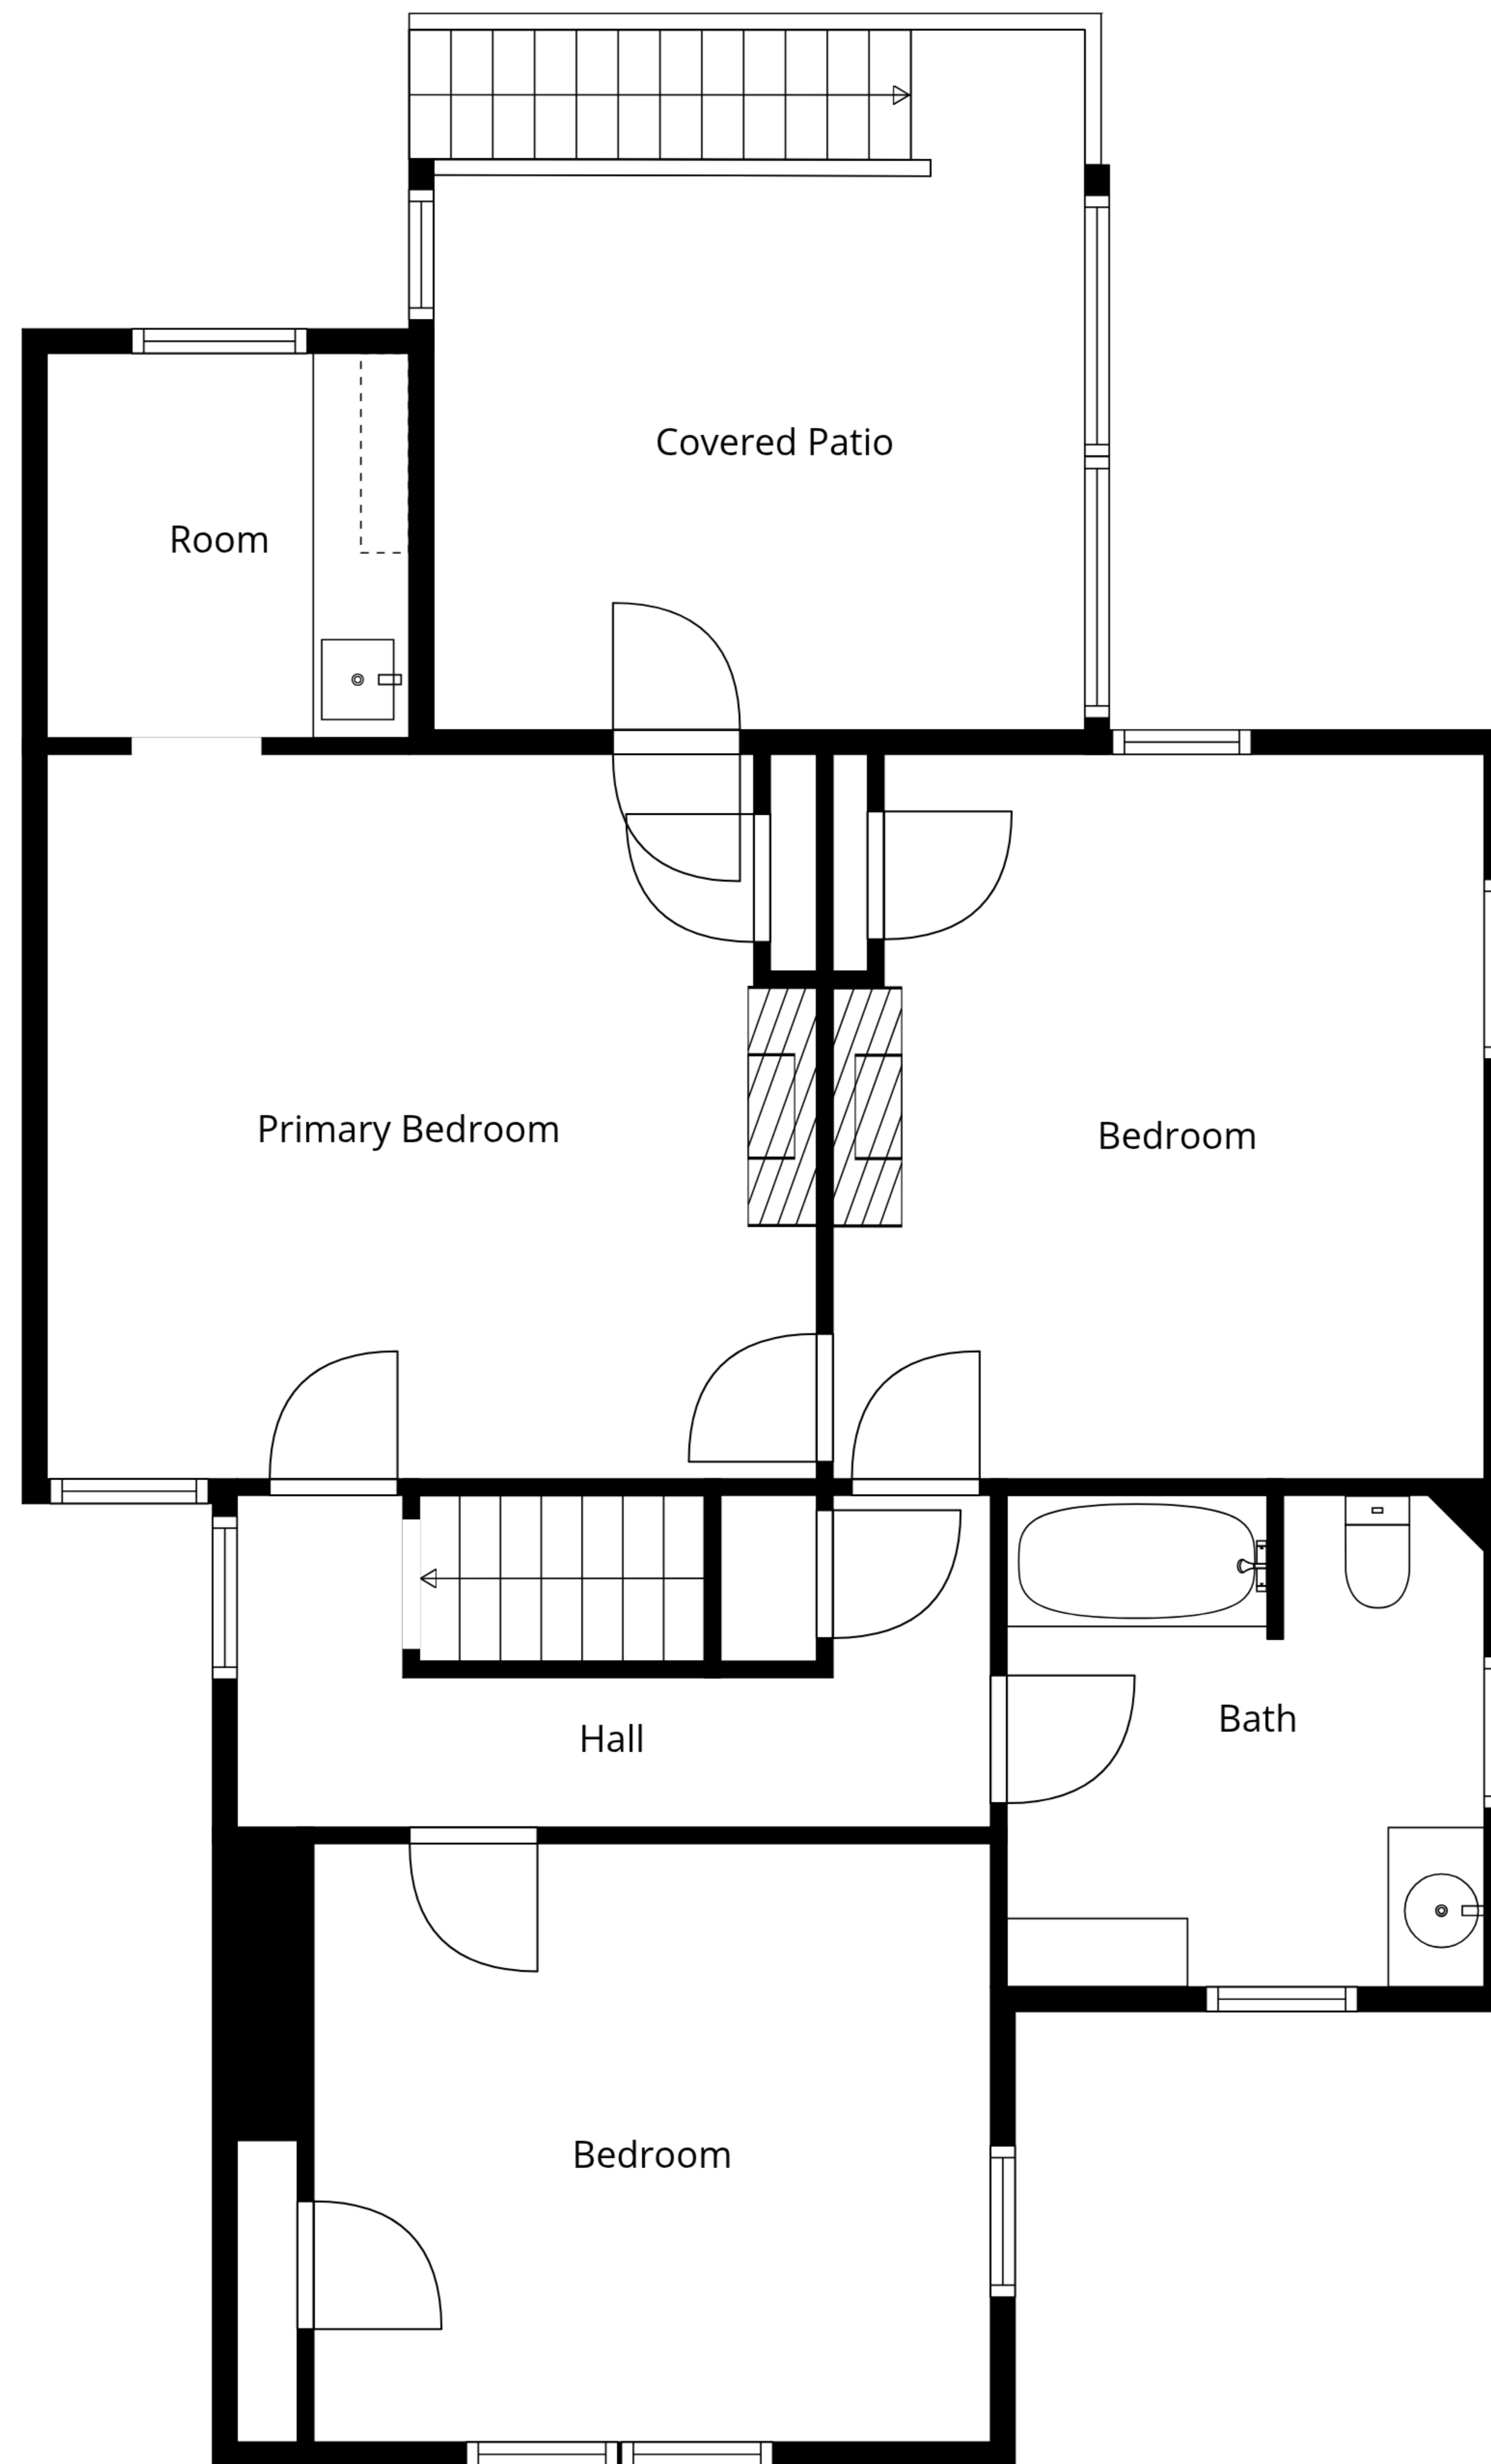 Covered Patio
Room
Primary Bedroom
Bedroom
Bath
Hall
Bedroom